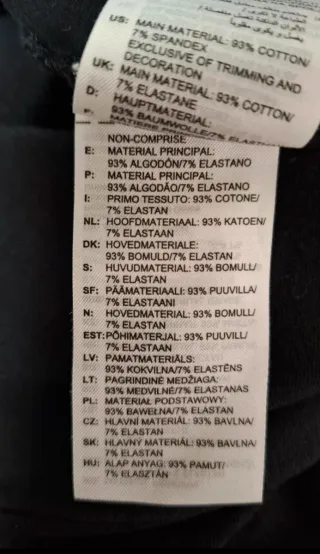 US: MAIN MATERIAL: 93% COTTON/
7% SPANDEX
EXCLUSIVE OF TRIMMING AND
DECORATION
UK: MAIN MATERIAL: 93% COTTON/
7% ELASTANE
D: HAUPTMATERIAL:
93% BAUMWOLLE/7% ELASTAN
MATIERE PRINCIPALE
NON-COMPRISE
E: MATERIAL PRINCIPAL:
93% ALGODÓN/7% ELASTANO
P: MATERIAL PRINCIPAL:
93% ALGODÃO/7% ELASTANO
I: PRIMO TESSUTO: 93% COTONE/
7% ELASTAN
NL: HOOFDMATERIAAL: 93% KATOEN/
7% ELASTAAN
DK: HOVEDMATERIALE:
93% BOMULD/7% ELASTAN
S: HUVUDMATERIAL: 93% BOMULL/
7% ELASTAN
SF: PÄÄMATERIAALI: 93% PUUVILLA/
7% ELASTAANI
N: HOVEDMATERIAL: 93% BOMULL/
7% ELASTAN
EST: PÕHIMATERJAL: 93% PUUVILL/
7% ELASTAAN
LV: PAMATMATERIĀLS:
93% KOKVILNA/7% ELASTĒNS
LT: PAGRINDINĖ MEDŽIAGA:
93% MEDVILNĖ/7% ELASTANAS
PL: MATERIAŁ PODSTAWOWY:
93% BAWEŁNA/7% ELASTAN
CZ: HLAVNÍ MATERIÁL: 93% BAVLNA/
7% ELASTAN
SK: HLAVNÝ MATERIÁL: 93% BAVLNA/
7% ELASTAN
HU: ALAP ANYAG: 93% PAMUT/
7% ELASZTÁN